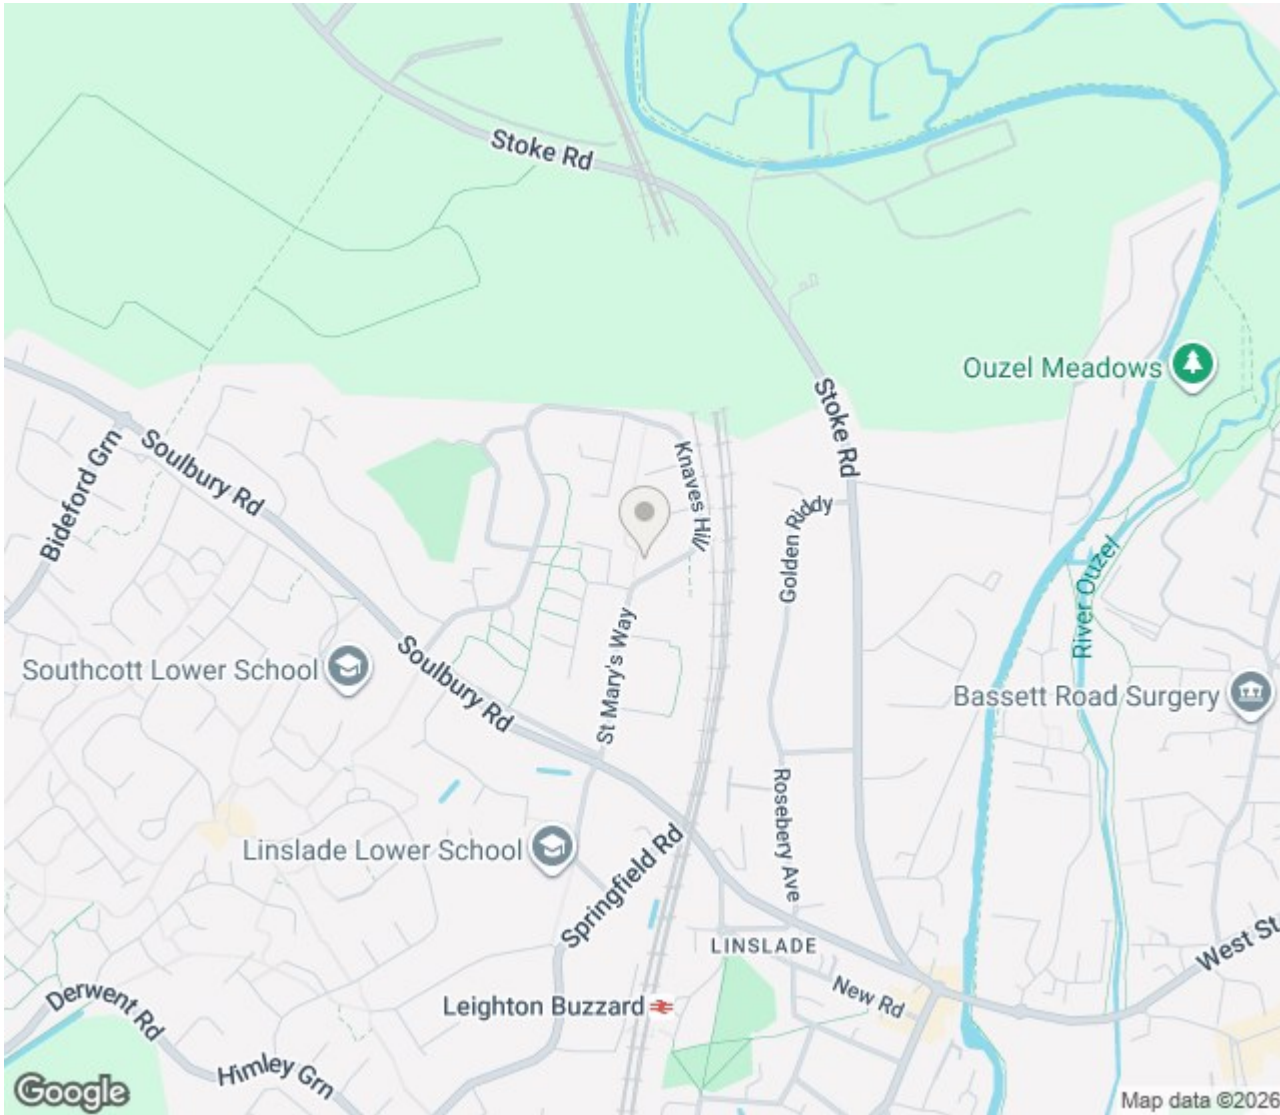 Stoke Rd
Ouzel Meadows
Stoke Rd
Bideford Grn
Soulbury Rd
Knaves Hill
Golden Riddy
River Ouzel
St Mary's Way
Southcott Lower School
Soulbury Rd
Bassett Road Surgery
Rosebery Ave
Linslade Lower School
Springfield Rd
LINSLADE
West St
New Rd
Leighton Buzzard
Derwent Rd
Himley Grn
Google
Map data ©2026